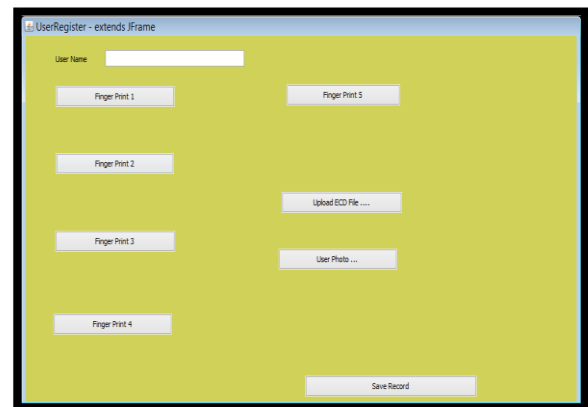 UserRegister - extends JFrame
User Name
Finger Print 1
Finger Print 5
Finger Print 2
Upload ECD File ....
Finger Print 3
User Photo ...
Finger Print 4
Save Record